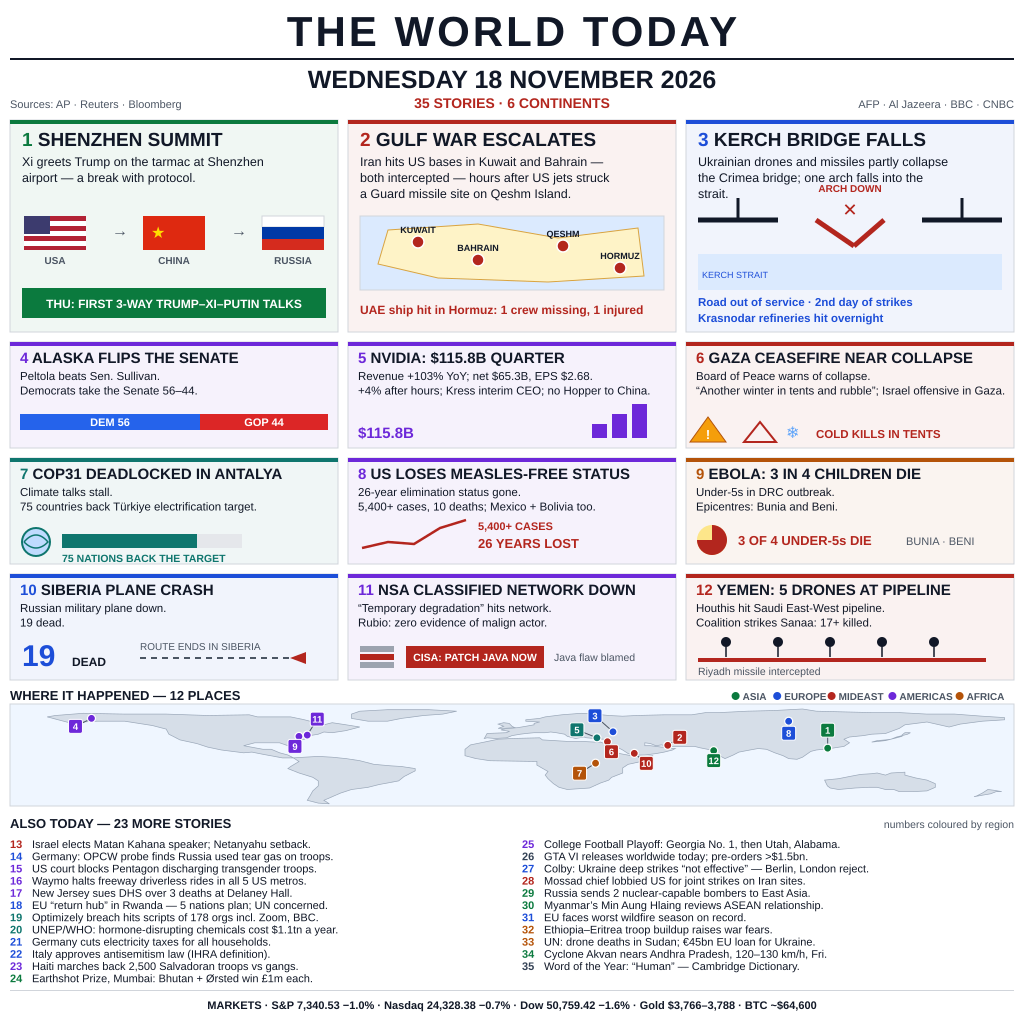 THE WORLD TODAY
WEDNESDAY 18 NOVEMBER 2026
Sources: AP · Reuters · Bloomberg
35 STORIES · 6 CONTINENTS
AFP · Al Jazeera · BBC · CNBC
1 SHENZHEN SUMMIT
Xi greets Trump on the tarmac at Shenzhen
airport — a break with protocol.
→
→
USA
CHINA
RUSSIA
THU: FIRST 3-WAY TRUMP–XI–PUTIN TALKS
2 GULF WAR ESCALATES
Iran hits US bases in Kuwait and Bahrain —
both intercepted — hours after US jets struck
a Guard missile site on Qeshm Island.
KUWAIT
BAHRAIN
QESHM
HORMUZ
UAE ship hit in Hormuz: 1 crew missing, 1 injured
3 KERCH BRIDGE FALLS
Ukrainian drones and missiles partly collapse
the Crimea bridge; one arch falls into the
strait.
ARCH DOWN
✕
KERCH STRAIT
Road out of service · 2nd day of strikes
Krasnodar refineries hit overnight
4 ALASKA FLIPS THE SENATE
Peltola beats Sen. Sullivan.
Democrats take the Senate 56–44.
DEM 56
GOP 44
5 NVIDIA: $115.8B QUARTER
Revenue +103% YoY; net $65.3B, EPS $2.68.
+4% after hours; Kress interim CEO; no Hopper to China.
$115.8B
6 GAZA CEASEFIRE NEAR COLLAPSE
Board of Peace warns of collapse.
“Another winter in tents and rubble”; Israel offensive in Gaza.
!
❄
COLD KILLS IN TENTS
7 COP31 DEADLOCKED IN ANTALYA
Climate talks stall.
75 countries back Türkiye electrification target.
75 NATIONS BACK THE TARGET
8 US LOSES MEASLES-FREE STATUS
26-year elimination status gone.
5,400+ cases, 10 deaths; Mexico + Bolivia too.
5,400+ CASES
26 YEARS LOST
9 EBOLA: 3 IN 4 CHILDREN DIE
Under-5s in DRC outbreak.
Epicentres: Bunia and Beni.
3 OF 4 UNDER-5s DIE
BUNIA · BENI
10 SIBERIA PLANE CRASH
Russian military plane down.
19 dead.
19 DEAD
ROUTE ENDS IN SIBERIA
11 NSA CLASSIFIED NETWORK DOWN
“Temporary degradation” hits network.
Rubio: zero evidence of malign actor.
CISA: PATCH JAVA NOW
Java flaw blamed
12 YEMEN: 5 DRONES AT PIPELINE
Houthis hit Saudi East-West pipeline.
Coalition strikes Sanaa: 17+ killed.
Riyadh missile intercepted
WHERE IT HAPPENED — 12 PLACES
ASIA
EUROPE
MIDEAST
AMERICAS
AFRICA
4
11
9
3
5
6
2
10
7
12
8
1
ALSO TODAY — 23 MORE STORIES
numbers coloured by region
13 Israel elects Matan Kahana speaker; Netanyahu setback.
14 Germany: OPCW probe finds Russia used tear gas on troops.
15 US court blocks Pentagon discharging transgender troops.
16 Waymo halts freeway driverless rides in all 5 US metros.
17 New Jersey sues DHS over 3 deaths at Delaney Hall.
18 EU “return hub” in Rwanda — 5 nations plan; UN concerned.
19 Optimizely breach hits scripts of 178 orgs incl. Zoom, BBC.
20 UNEP/WHO: hormone-disrupting chemicals cost $1.1tn a year.
21 Germany cuts electricity taxes for all households.
22 Italy approves antisemitism law (IHRA definition).
23 Haiti marches back 2,500 Salvadoran troops vs gangs.
24 Earthshot Prize, Mumbai: Bhutan + Ørsted win £1m each.
25 College Football Playoff: Georgia No. 1, then Utah, Alabama.
26 GTA VI releases worldwide today; pre-orders >$1.5bn.
27 Colby: Ukraine deep strikes “not effective” — Berlin, London reject.
28 Mossad chief lobbied US for joint strikes on Iran sites.
29 Russia sends 2 nuclear-capable bombers to East Asia.
30 Myanmar’s Min Aung Hlaing reviews ASEAN relationship.
31 EU faces worst wildfire season on record.
32 Ethiopia–Eritrea troop buildup raises war fears.
33 UN: drone deaths in Sudan; €45bn EU loan for Ukraine.
34 Cyclone Akvan nears Andhra Pradesh, 120–130 km/h, Fri.
35 Word of the Year: “Human” — Cambridge Dictionary.
MARKETS · S&P 7,340.53 −1.0% · Nasdaq 24,328.38 −0.7% · Dow 50,759.42 −1.6% · Gold $3,766–3,788 · BTC ~$64,600